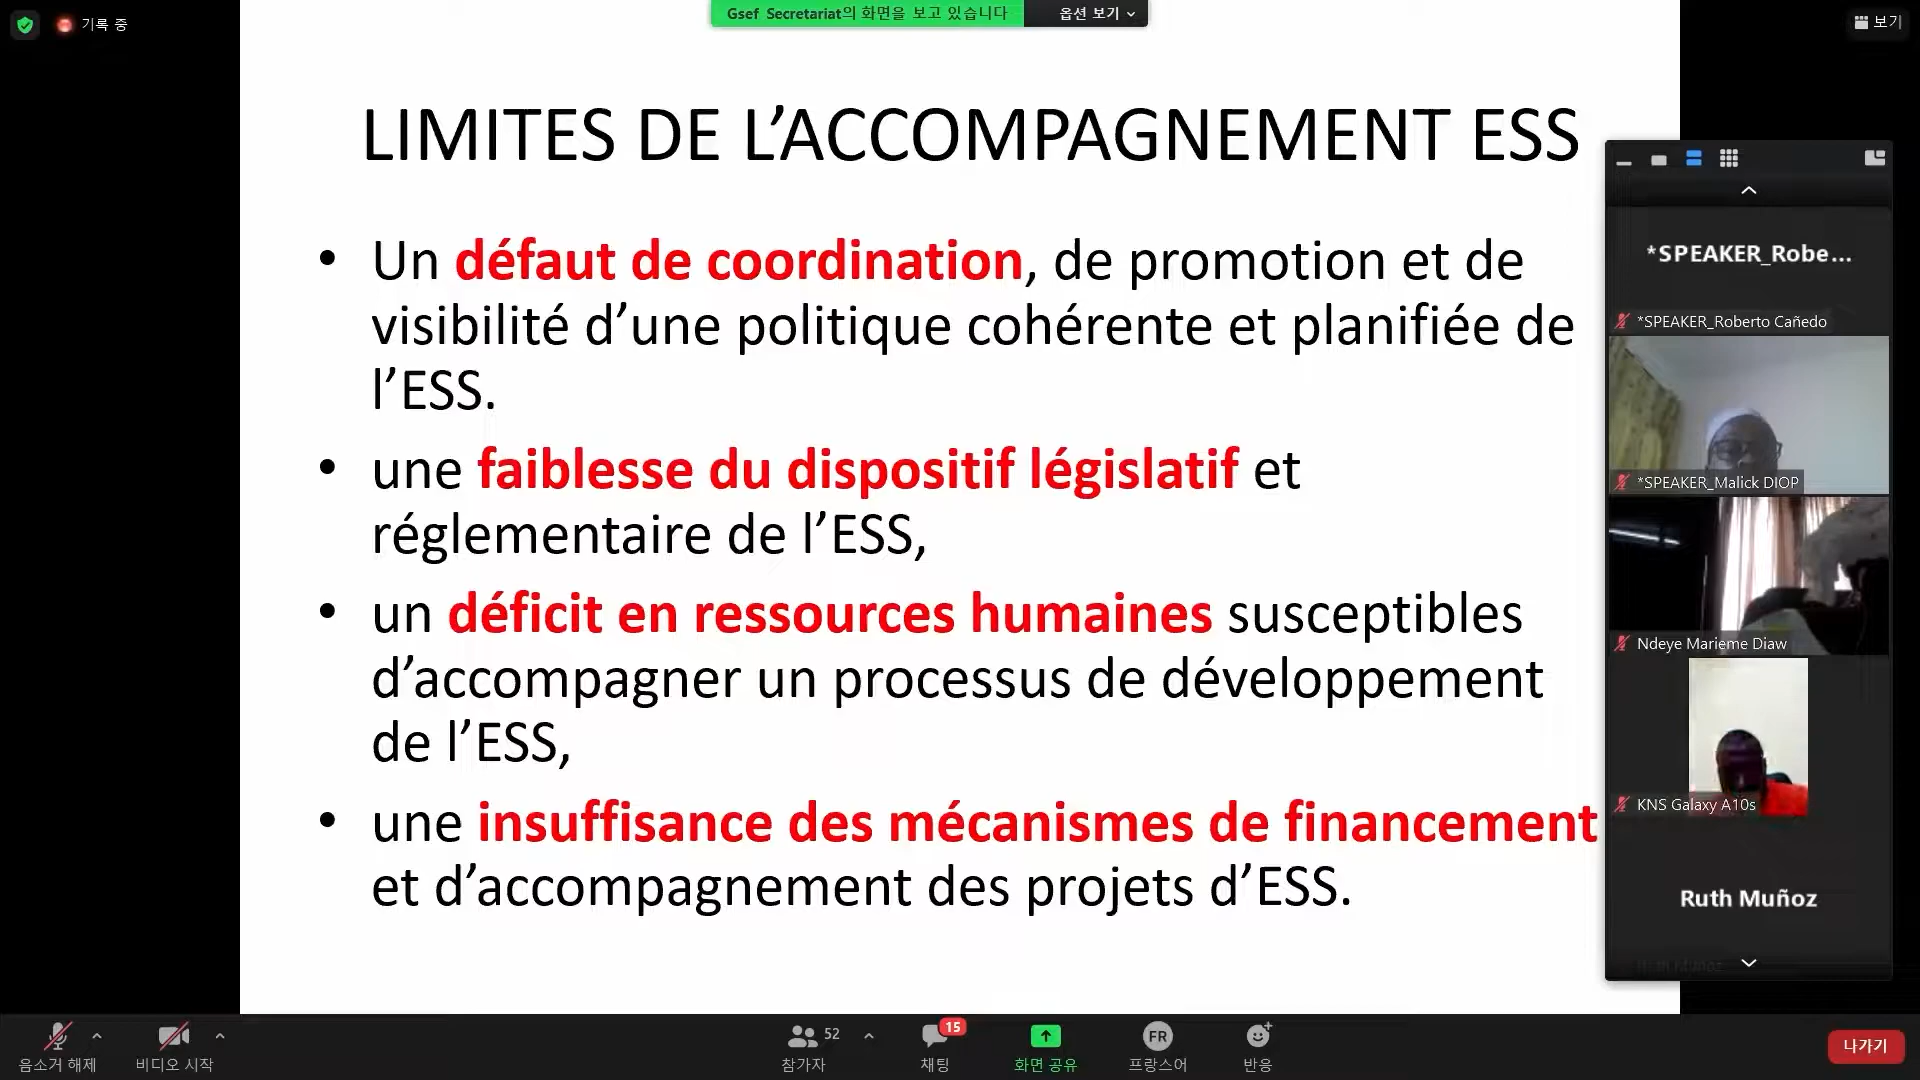 기록 중
Gsef Secretariat의 화면을 보고 있습니다
옵션 보기
보기
LIMITES DE L’ACCOMPAGNEMENT ESS
• Un défaut de coordination, de promotion et de
visibilité d’une politique cohérente et planifiée de
l’ESS.
• une faiblesse du dispositif législatif et
réglementaire de l’ESS,
• un déficit en ressources humaines susceptibles
d’accompagner un processus de développement
de l’ESS,
• une insuffisance des mécanismes de financement
et d’accompagnement des projets d’ESS.
*SPEAKER_Robe...
*SPEAKER_Roberto Cañedo
*SPEAKER_Malick DIOP
Ndeye Marieme Diaw
KNS Galaxy A10s
Ruth Muñoz
음소거 해제
비디오 시작
52
참가자
15
채팅
화면 공유
FR
프랑스어
반응
나가기